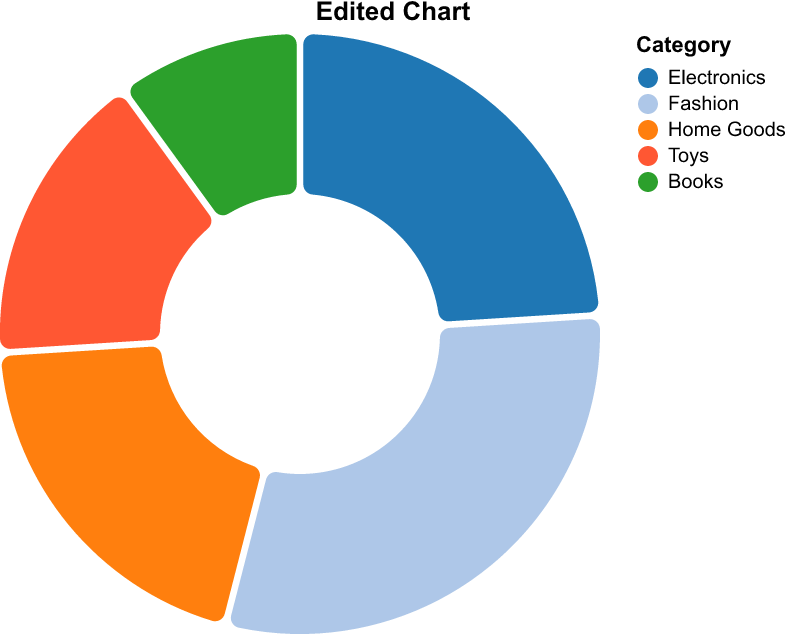 Edited Chart
Category
Electronics
Fashion
Home Goods
Toys
Books